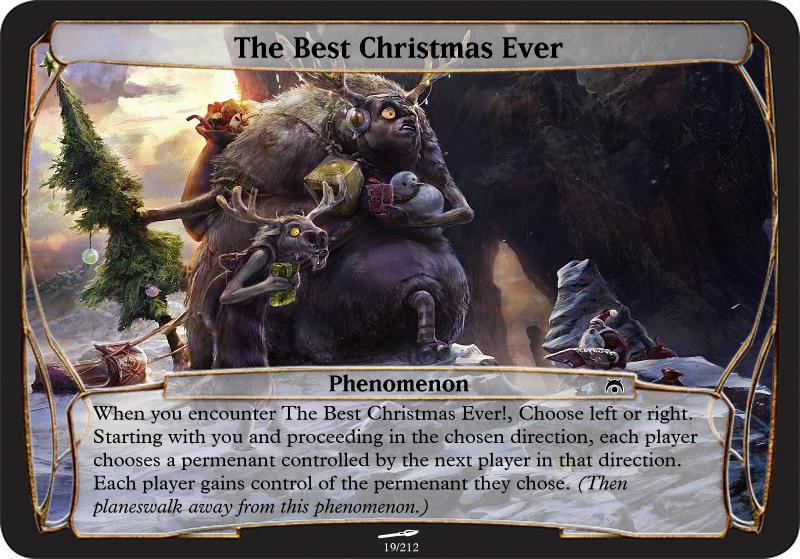 The Best Christmas Ever
Phenomenon
When you encounter The Best Christmas Ever!, Choose left or right.
Starting with you and proceeding in the chosen direction, each player
chooses a permenant controlled by the next player in that direction.
Each player gains control of the permenant they chose. (Then
planeswalk away from this phenomenon.)
19/212